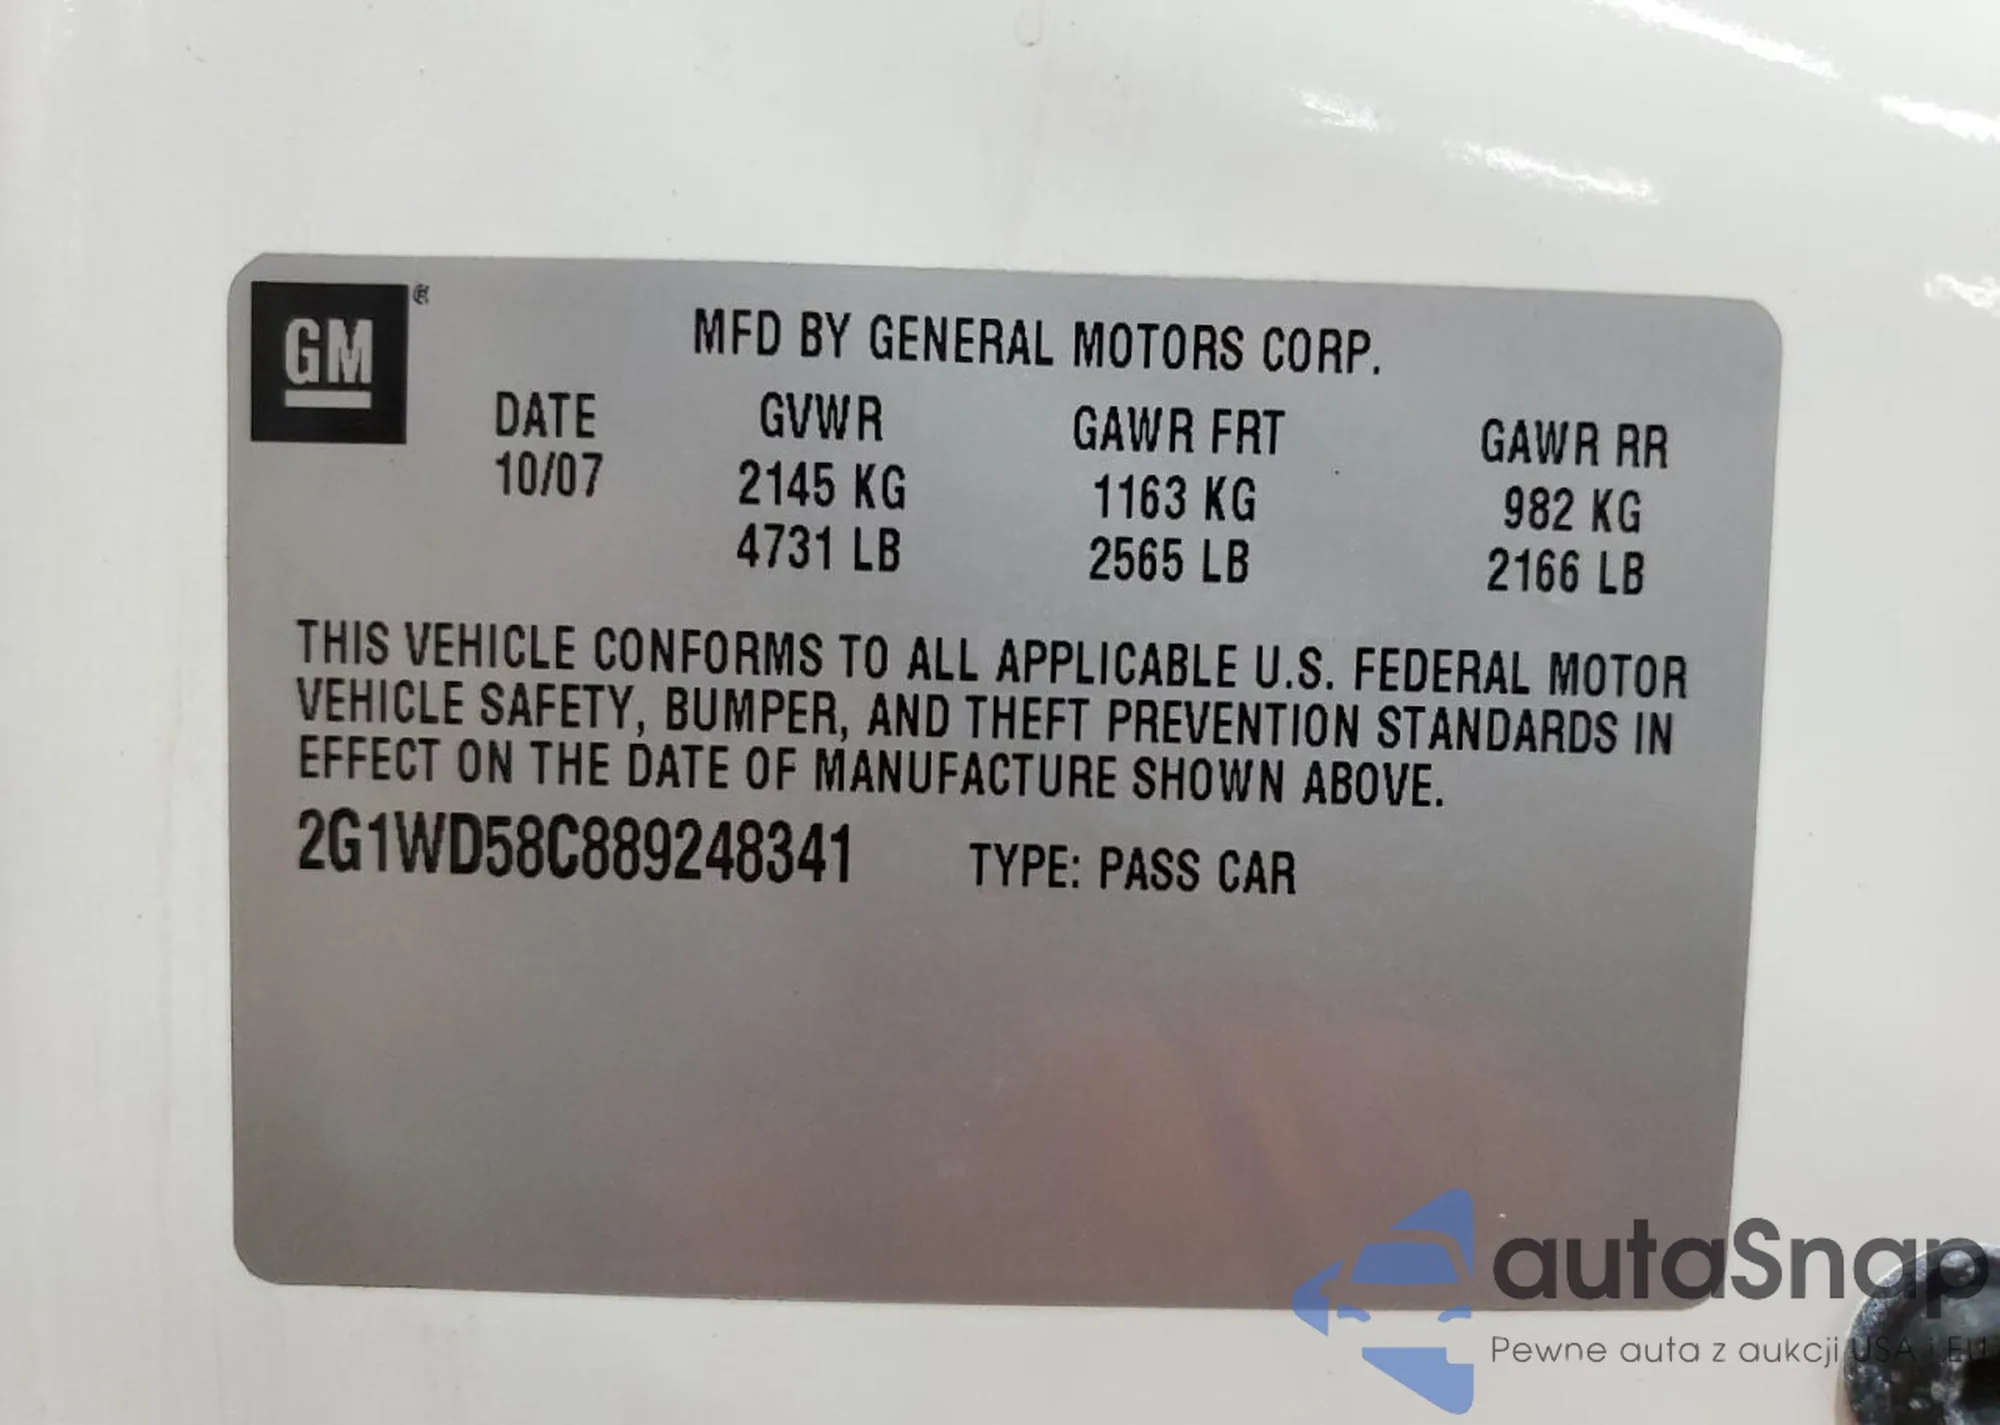 GM®
MFD BY GENERAL MOTORS CORP.
DATE GVWR GAWR FRT GAWR RR
10/07 2145 KG 1163 KG 982 KG
4731 LB 2565 LB 2166 LB
THIS VEHICLE CONFORMS TO ALL APPLICABLE U.S. FEDERAL MOTOR
VEHICLE SAFETY, BUMPER, AND THEFT PREVENTION STANDARDS IN
EFFECT ON THE DATE OF MANUFACTURE SHOWN ABOVE.
2G1WD58C889248341 TYPE: PASS CAR
autaSnap
Pewne auta z aukcji USA i EU